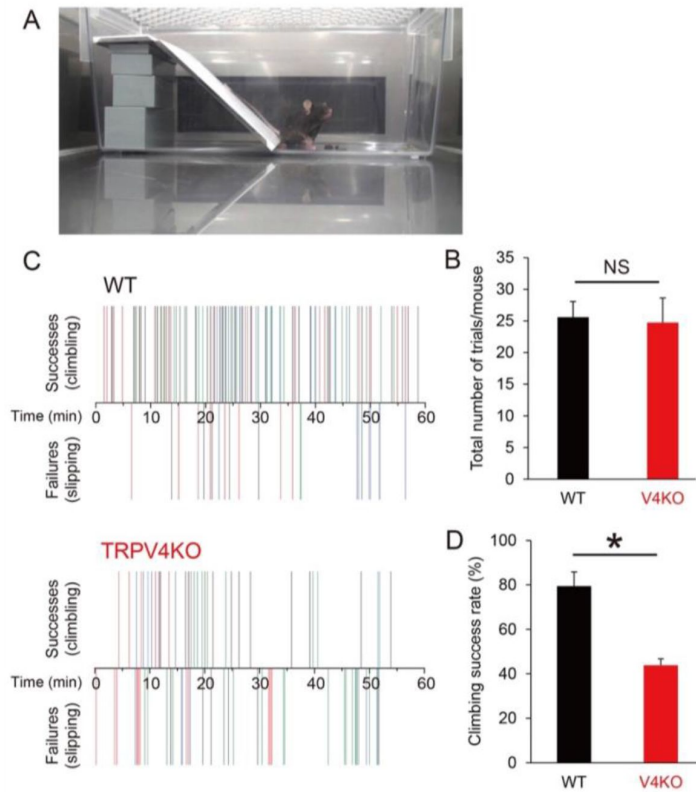 A
C
WT
Successes
(climbling)
Time (min)
0 10 20 30 40 50 60
Failures
(slipping)
TRPV4KO
Successes
(climbling)
Time (min)
0 10 20 30 40 50 60
Failures
(slipping)
B
NS
Total number of trials/mouse
35
30
25
20
15
10
5
0
WT V4KO
D
*
Climbing success rate (%)
100
80
60
40
20
0
WT V4KO